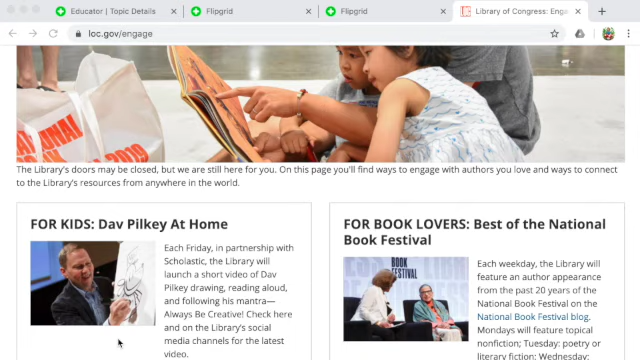 Educator | Topic Details
Flipgrid
Flipgrid
Library of Congress: Enga
loc.gov/engage
The Library's doors may be closed, but we are still here for you. On this page you'll find ways to engage with authors you love and ways to connect
to the Library's resources from anywhere in the world.
FOR KIDS: Dav Pilkey At Home
Each Friday, in partnership with
Scholastic, the Library will
launch a short video of Dav
Pilkey drawing, reading aloud,
and following his mantra—
Always Be Creative! Check here
and on the Library's social
media channels for the latest
video.
FOR BOOK LOVERS: Best of the National
Book Festival
BOOK
FESTIVAL
Each weekday, the Library will
feature an author appearance
from the past 20 years of the
National Book Festival on the
National Book Festival blog.
Mondays will feature topical
nonfiction; Tuesday: poetry or
literary fiction; Wednesday: